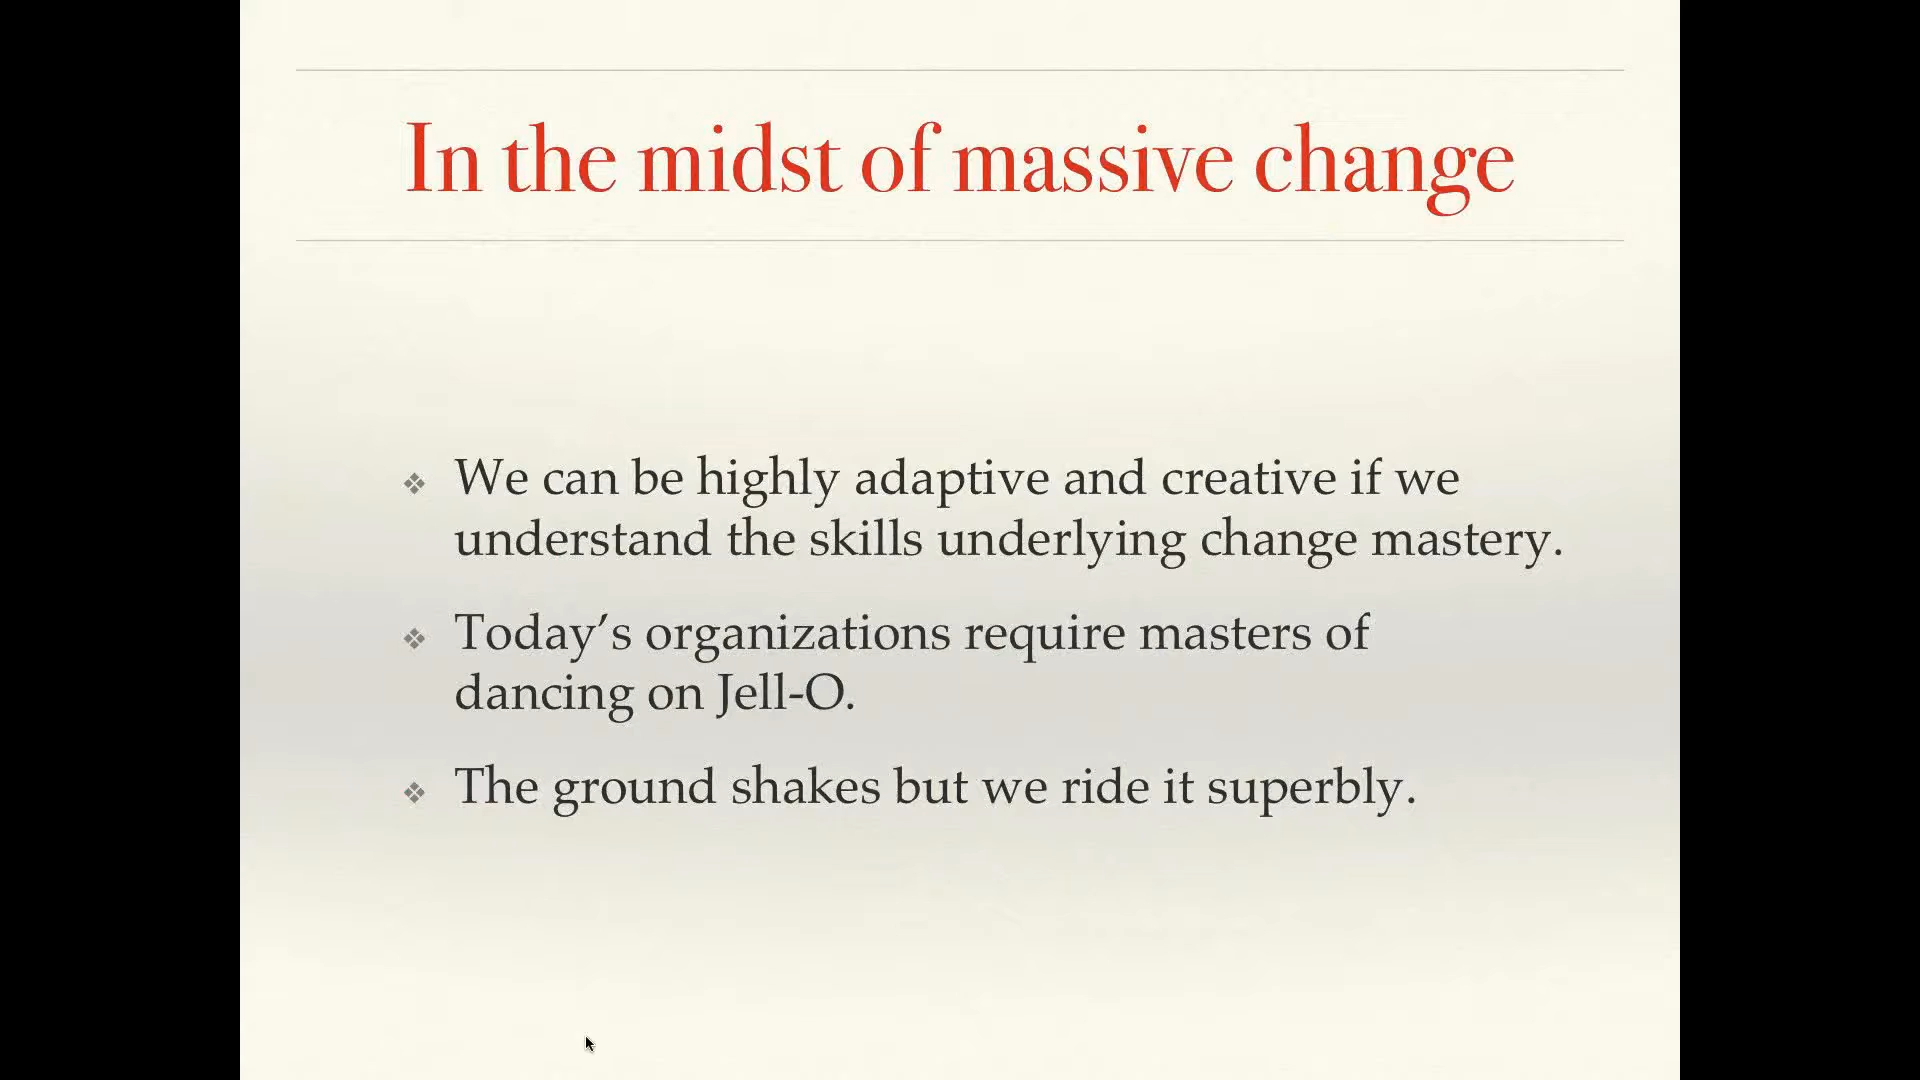 In the midst of massive change
❖ We can be highly adaptive and creative if we
understand the skills underlying change mastery.
❖ Today’s organizations require masters of
dancing on Jell-O.
❖ The ground shakes but we ride it superbly.